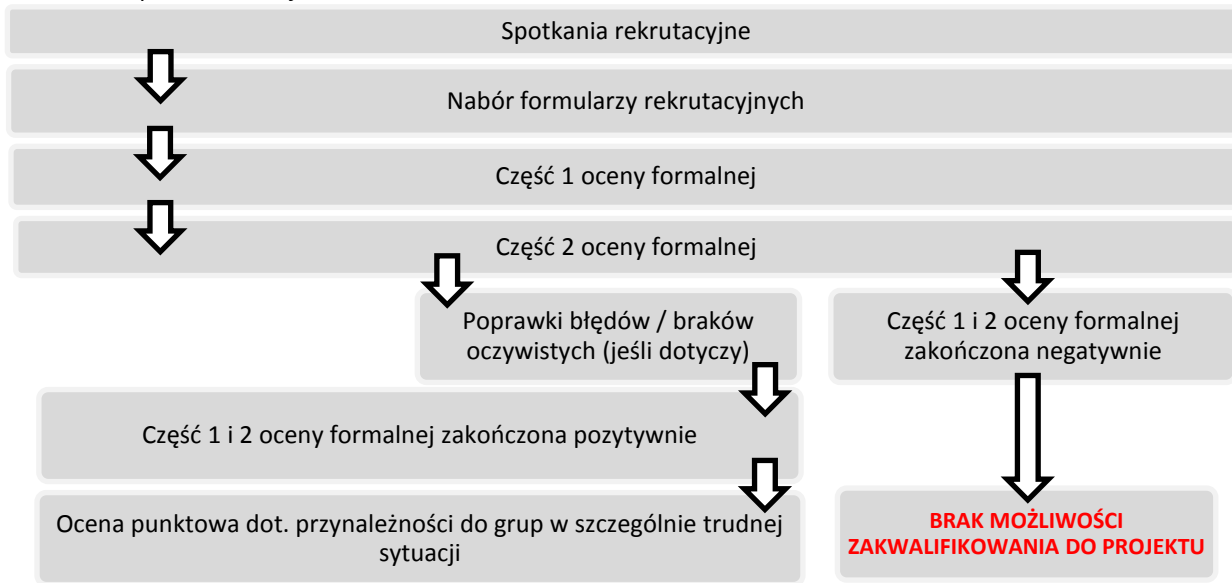 Spotkania rekrutacyjne
Nabór formularzy rekrutacyjnych
Część 1 oceny formalnej
Część 2 oceny formalnej
Poprawki błędów / braków
oczywistych (jeśli dotyczy)
Część 1 i 2 oceny formalnej
zakończona negatywnie
Część 1 i 2 oceny formalnej zakończona pozytywnie
Ocena punktowa dot. przynależności do grup w szczególnie trudnej
sytuacji
BRAK MOŻLIWOŚCI
ZAKWALIFIKOWANIA DO PROJEKTU